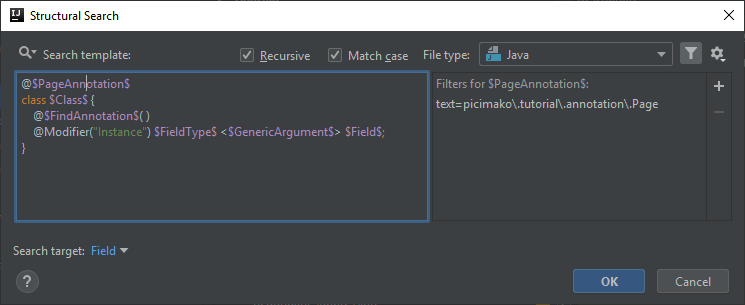 IJ Structural Search
Search template: Recursive Match case File type: Java
@$PageAnnotation$
class $Class$ {
@$FindAnnotation$( )
@Modifier("Instance") $FieldType$ <$GenericArgument$> $Field$;
}
Filters for $PageAnnotation$:
text=picimako\.tutorial\.annotation\.Page
Search target: Field
? OK Cancel